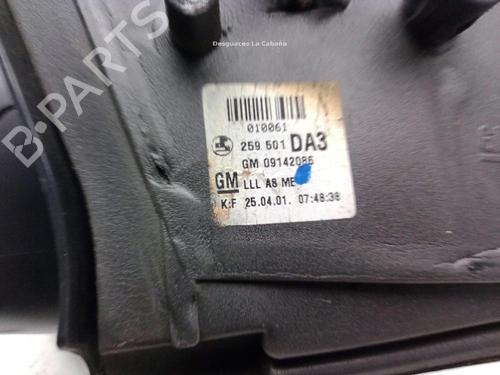 Desguaces La Cabaña
B-PARTS
010061
259 501 DA3
GM 09142086
GM LLL A8 ME
K:F 25.04.01. 07:48:38